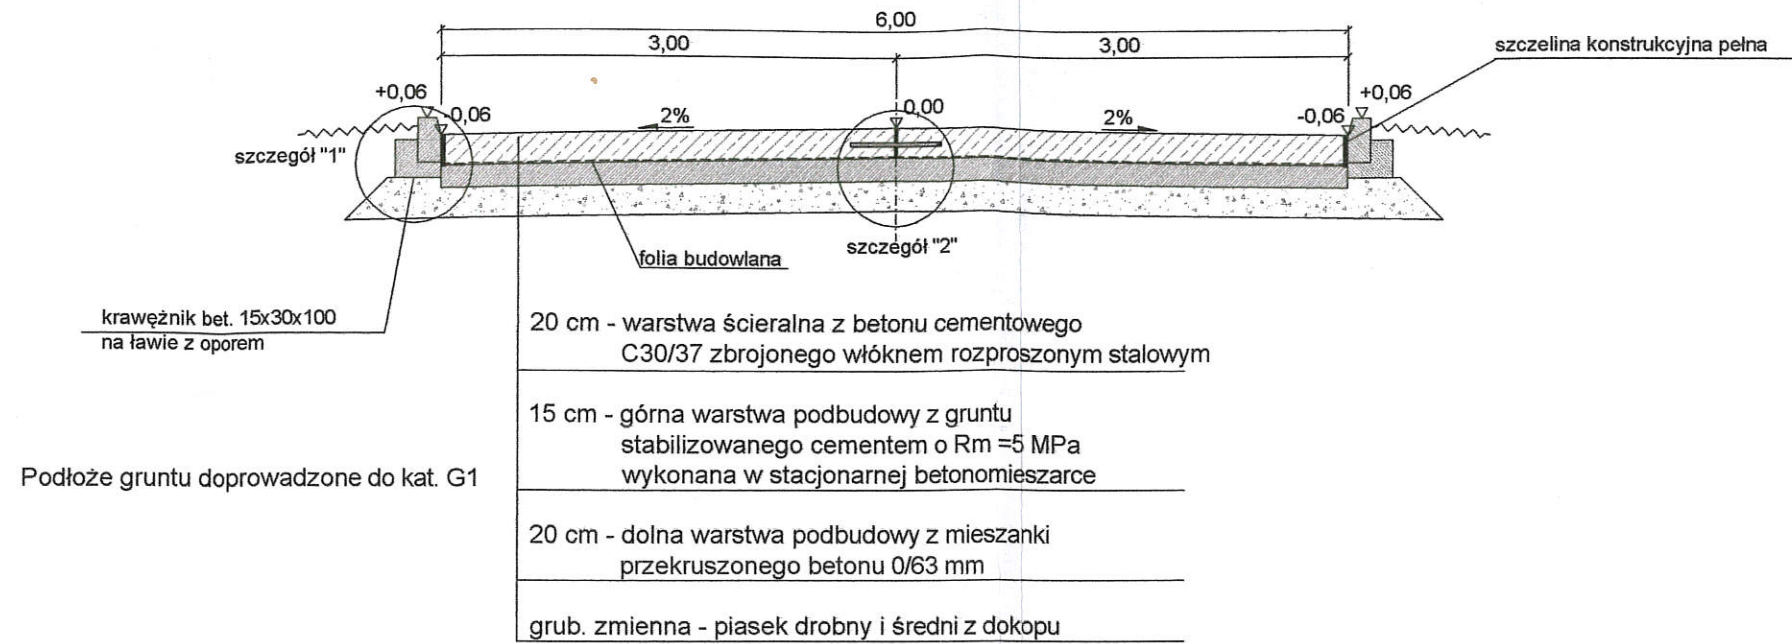 6,00
3,00
3,00
szczelina konstrukcyjna pełna
+0,06
-0,06
2%
0,00
2%
-0,06
+0,06
szczegół "1"
szczegół "2"
folia budowlana
krawężnik bet. 15x30x100
na ławie z oporem
20 cm - warstwa ścieralna z betonu cementowego
C30/37 zbrojonego włóknem rozproszonym stalowym
15 cm - górna warstwa podbudowy z gruntu
stabilizowanego cementem o Rm =5 MPa
wykonana w stacjonarnej betonomieszarce
Podłoże gruntu doprowadzone do kat. G1
20 cm - dolna warstwa podbudowy z mieszanki
przekruszonego betonu 0/63 mm
grub. zmienna - piasek drobny i średni z dokopu